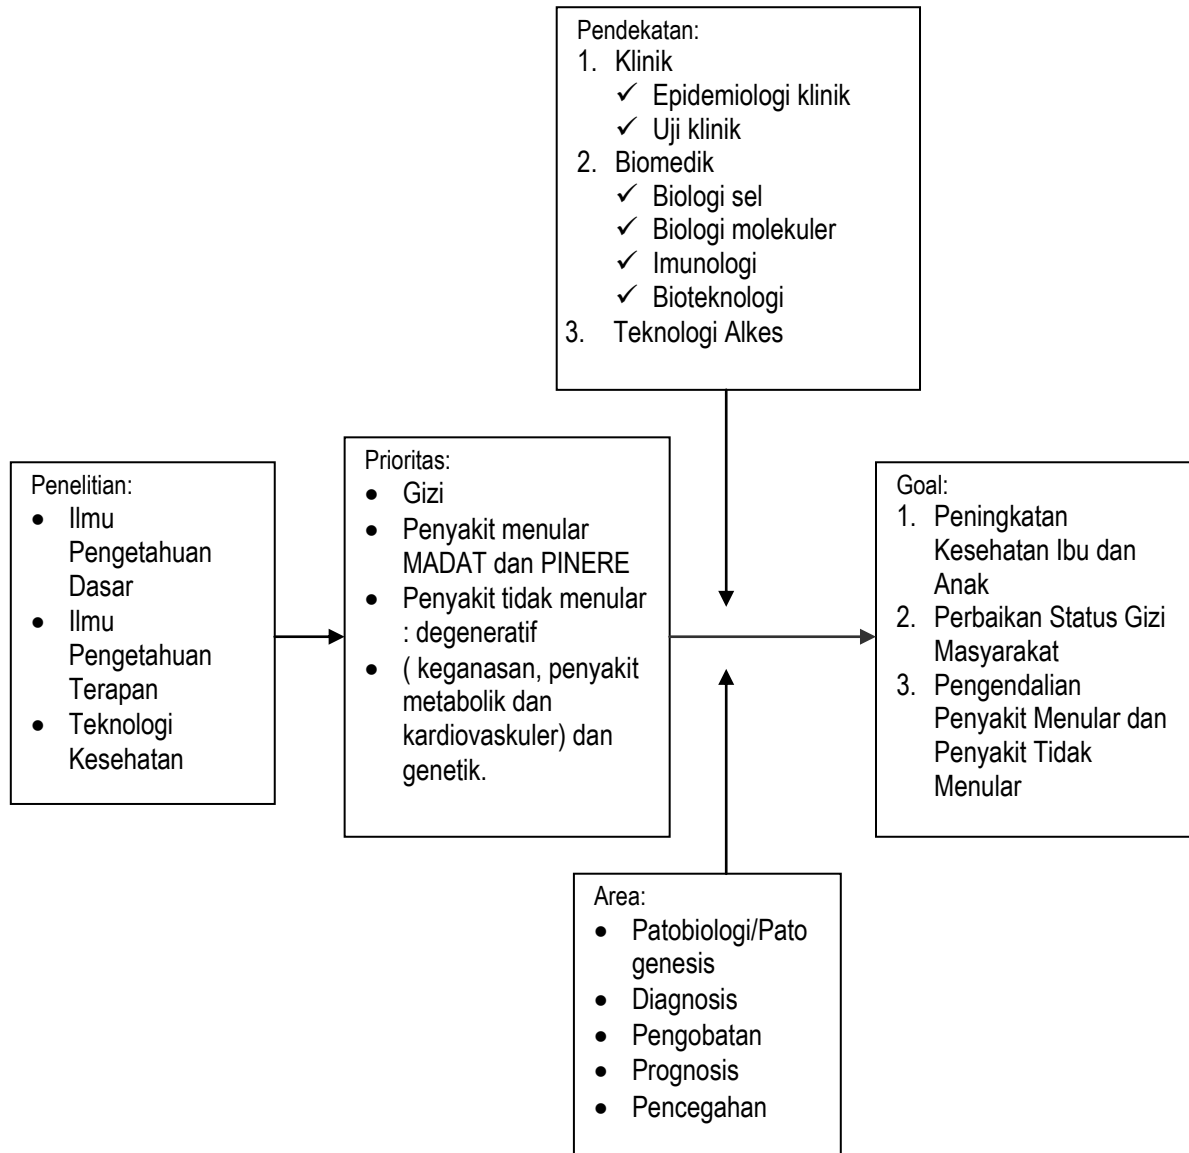 Pendekatan:
1. Klinik
✓ Epidemiologi klinik
✓ Uji klinik
2. Biomedik
✓ Biologi sel
✓ Biologi molekuler
✓ Imunologi
✓ Bioteknologi
3. Teknologi Alkes
Penelitian:
• Ilmu
Pengetahuan
Dasar
• Ilmu
Pengetahuan
Terapan
• Teknologi
Kesehatan
Prioritas:
• Gizi
• Penyakit menular
MADAT dan PINERE
• Penyakit tidak menular
: degeneratif
• ( keganasan, penyakit
metabolik dan
kardiovaskuler) dan
genetik.
Goal:
1. Peningkatan
Kesehatan Ibu dan
Anak
2. Perbaikan Status Gizi
Masyarakat
3. Pengendalian
Penyakit Menular dan
Penyakit Tidak
Menular
Area:
• Patobiologi/Pato
genesis
• Diagnosis
• Pengobatan
• Prognosis
• Pencegahan